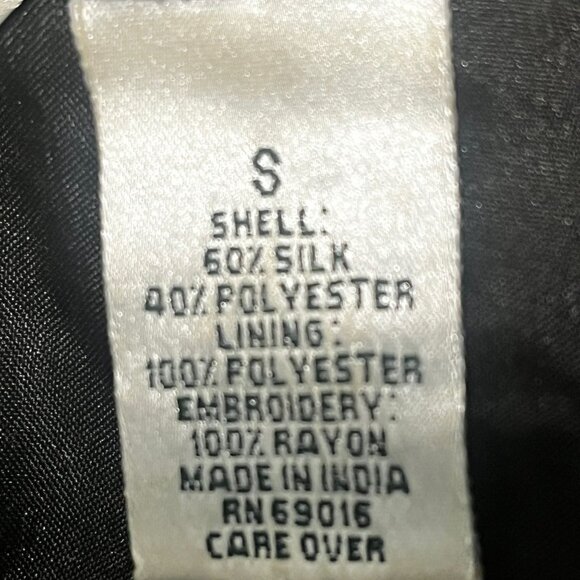 S
SHELL:
60% SILK
40% POLYESTER
LINING:
100% POLYESTER
EMBROIDERY:
100% RAYON
MADE IN INDIA
RN 69016
CARE OVER